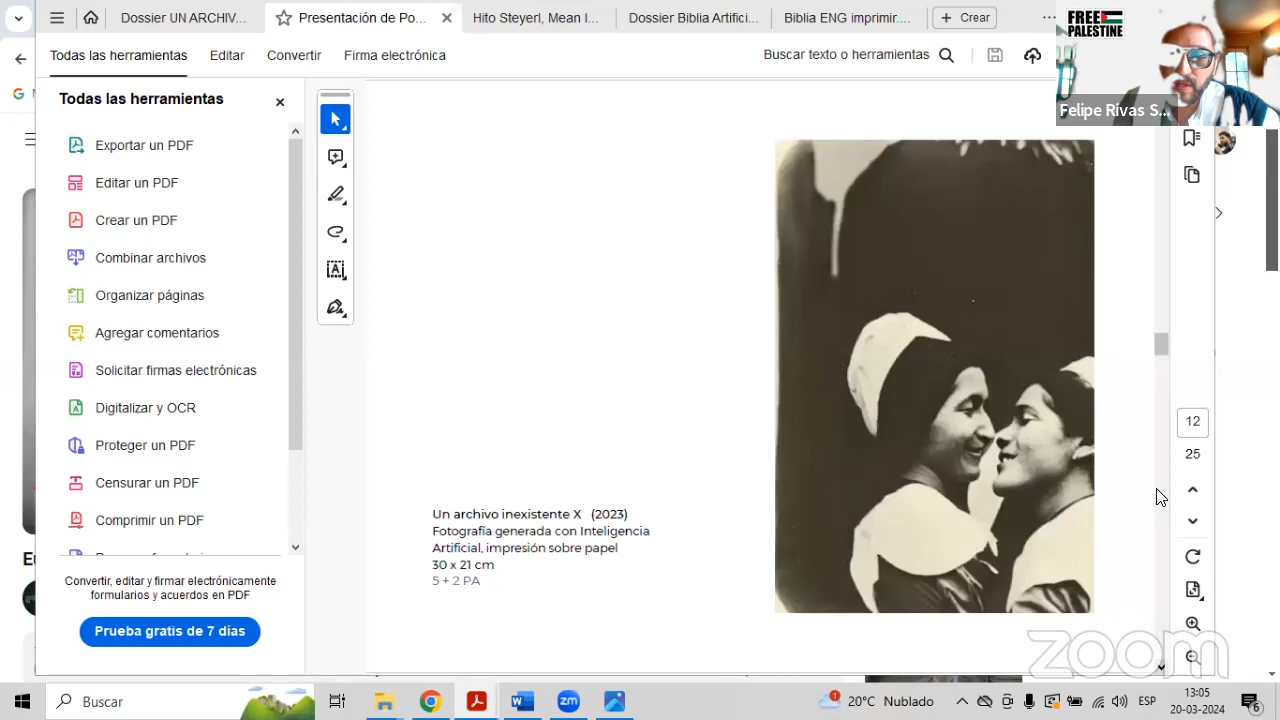 Dossier UN ARCHIV...
Presentación de Po...
Hito Steyerl, Mean I...
Dossier Biblia Artifici...
Biblia ENG imprimir....
Crear
FREE
PALESTINE
Todas las herramientas
Editar
Convertir
Firma electrónica
Buscar texto o herramientas
Felipe Rivas S...
Todas las herramientas
Exportar un PDF
Editar un PDF
Crear un PDF
Combinar archivos
Organizar páginas
Agregar comentarios
Solicitar firmas electrónicas
Digitalizar y OCR
Proteger un PDF
Censurar un PDF
Comprimir un PDF
Convertir, editar y firmar electrónicamente
formularios y acuerdos en PDF
Prueba gratis de 7 días
Un archivo inexistente X (2023)
Fotografía generada con Inteligencia
Artificial, impresión sobre papel
30 x 21 cm
5 + 2 PA
12
25
zoom
Buscar
1
20°C Nublado
ESP
13:05
20-03-2024
6